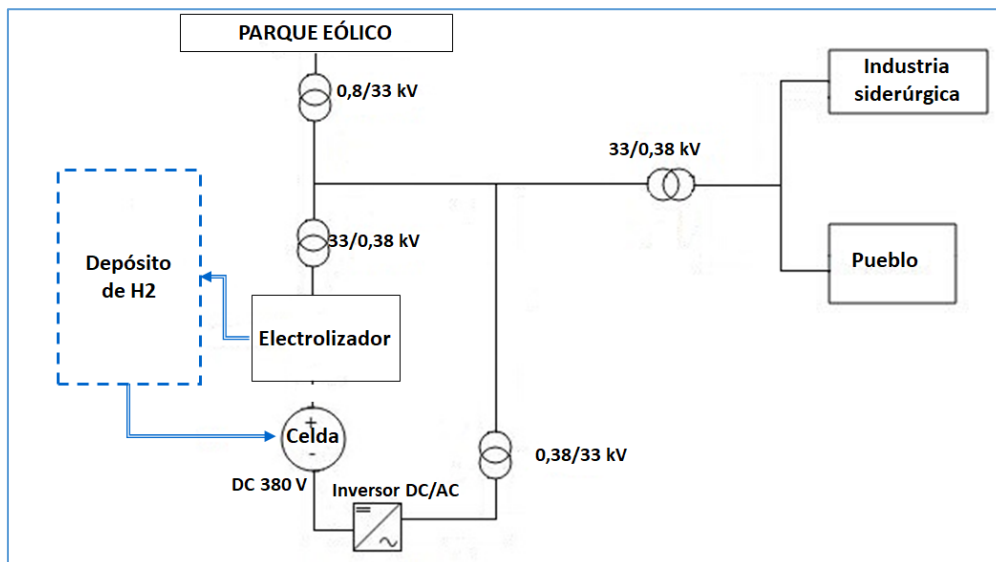 PARQUE EÓLICO
0,8/33 kV
Industria
siderúrgica
33/0,38 kV
33/0,38 kV
Depósito
de H2
Pueblo
Electrolizador
+
Celda
-
0,38/33 kV
DC 380 V
Inversor DC/AC